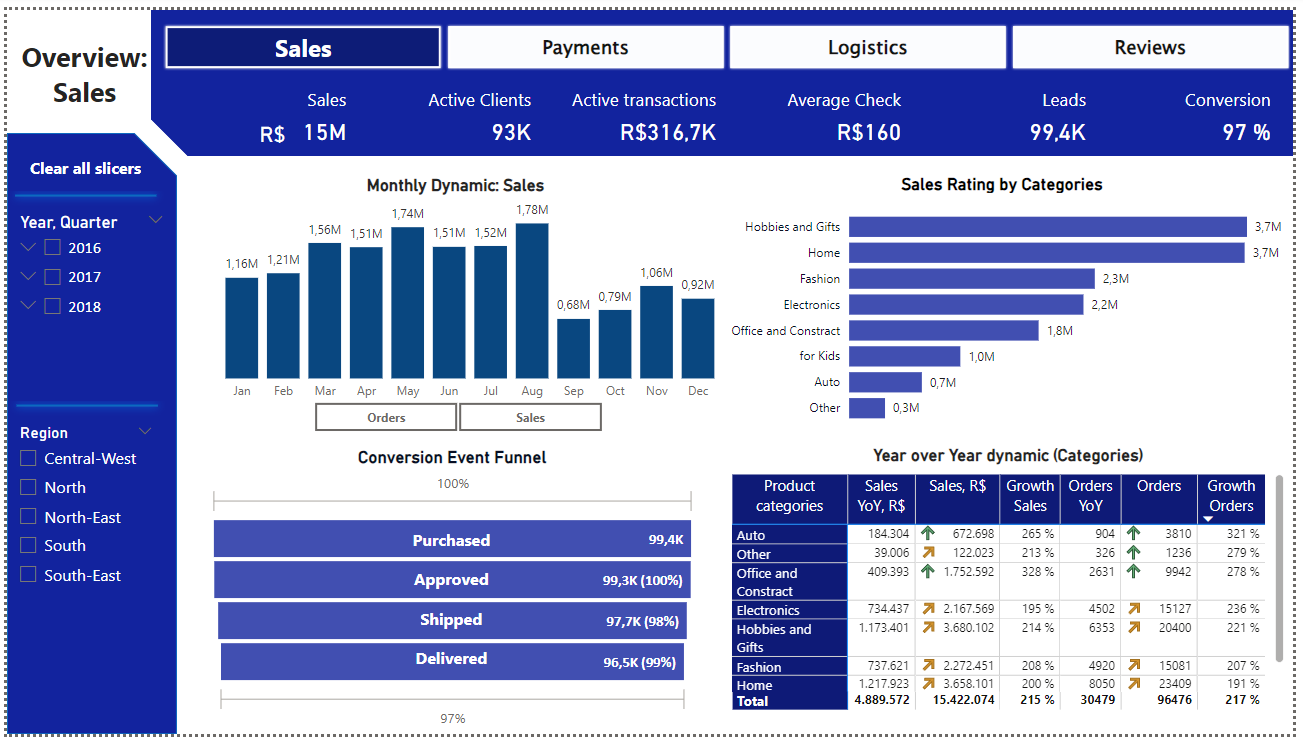 Overview:
Sales
Sales
Payments
Logistics
Reviews
Sales
Active Clients
Active transactions
Average Check
Leads
Conversion
R$ 15M
93K
R$316,7K
R$160
99,4K
97 %
Clear all slicers
Year, Quarter
2016
2017
2018
Region
Central-West
North
North-East
South
South-East
Monthly Dynamic: Sales
1,16M
1,21M
1,56M
1,51M
1,74M
1,51M
1,52M
1,78M
0,68M
0,79M
1,06M
0,92M
Jan Feb Mar Apr May Jun Jul Aug Sep Oct Nov Dec
Orders
Sales
Sales Rating by Categories
Hobbies and Gifts 3,7M
Home 3,7M
Fashion 2,3M
Electronics 2,2M
Office and Constract 1,8M
for Kids 1,0M
Auto 0,7M
Other 0,3M
Conversion Event Funnel
100%
Purchased 99,4K
Approved 99,3K (100%)
Shipped 97,7K (98%)
Delivered 96,5K (99%)
97%
Year over Year dynamic (Categories)
Product Sales Sales, R$ Growth Orders Orders Growth
categories YoY, R$ Sales YoY Orders
Auto 184.304 672.698 265 % 904 3810 321 %
Other 39.006 122.023 213 % 326 1236 279 %
Office and 409.393 1.752.592 328 % 2631 9942 278 %
Constract
Electronics 734.437 2.167.569 195 % 4502 15127 236 %
Hobbies and 1.173.401 3.680.102 214 % 6353 20400 221 %
Gifts
Fashion 737.621 2.272.451 208 % 4920 15081 207 %
Home 1.217.923 3.658.101 200 % 8050 23409 191 %
Total 4.889.572 15.422.074 215 % 30479 96476 217 %